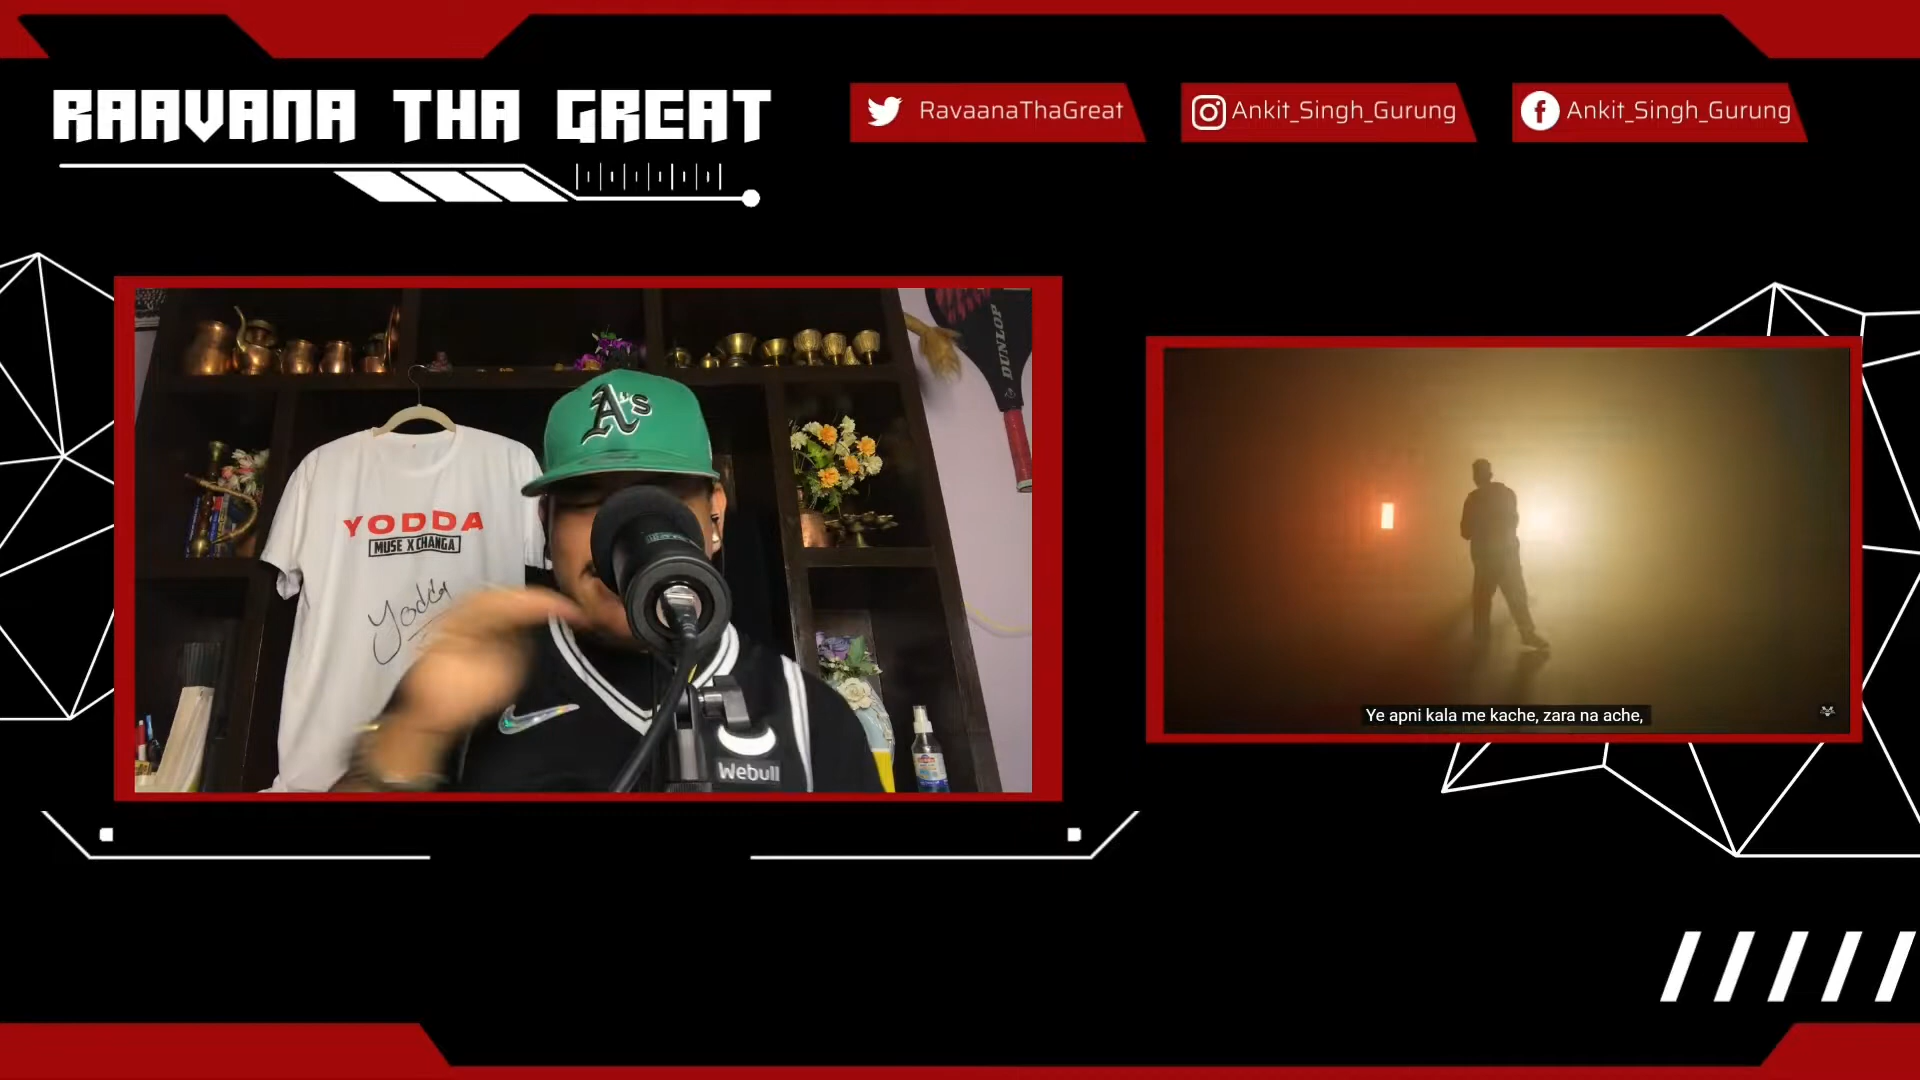 RAAVANA THA GREAT
RavaanaThaGreat
Ankit_Singh_Gurung
Ankit_Singh_Gurung
DUNLOP
A's
YODDA
MUSE X CHANGA
Yodda
Webull
Ye apni kala me kache, zara na ache,